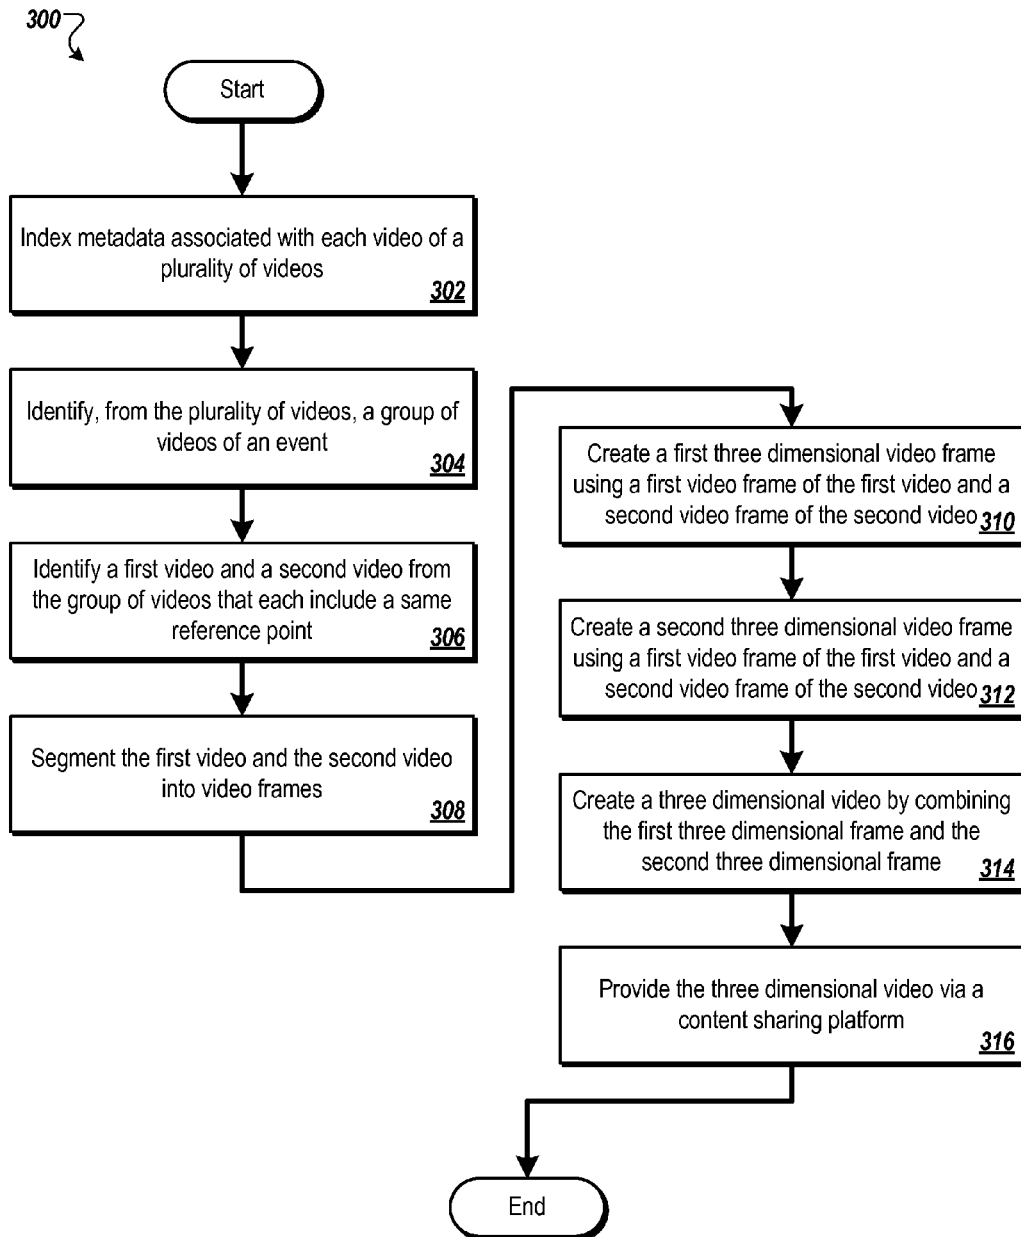 300
Start
Index metadata associated with each video of a
plurality of videos
302
Identify, from the plurality of videos, a group of
videos of an event
304
Identify a first video and a second video from
the group of videos that each include a same
reference point
306
Segment the first video and the second video
into video frames
308
Create a first three dimensional video frame
using a first video frame of the first video and a
second video frame of the second video
310
Create a second three dimensional video frame
using a first video frame of the first video and a
second video frame of the second video
312
Create a three dimensional video by combining
the first three dimensional frame and the
second three dimensional frame
314
Provide the three dimensional video via a
content sharing platform
316
End